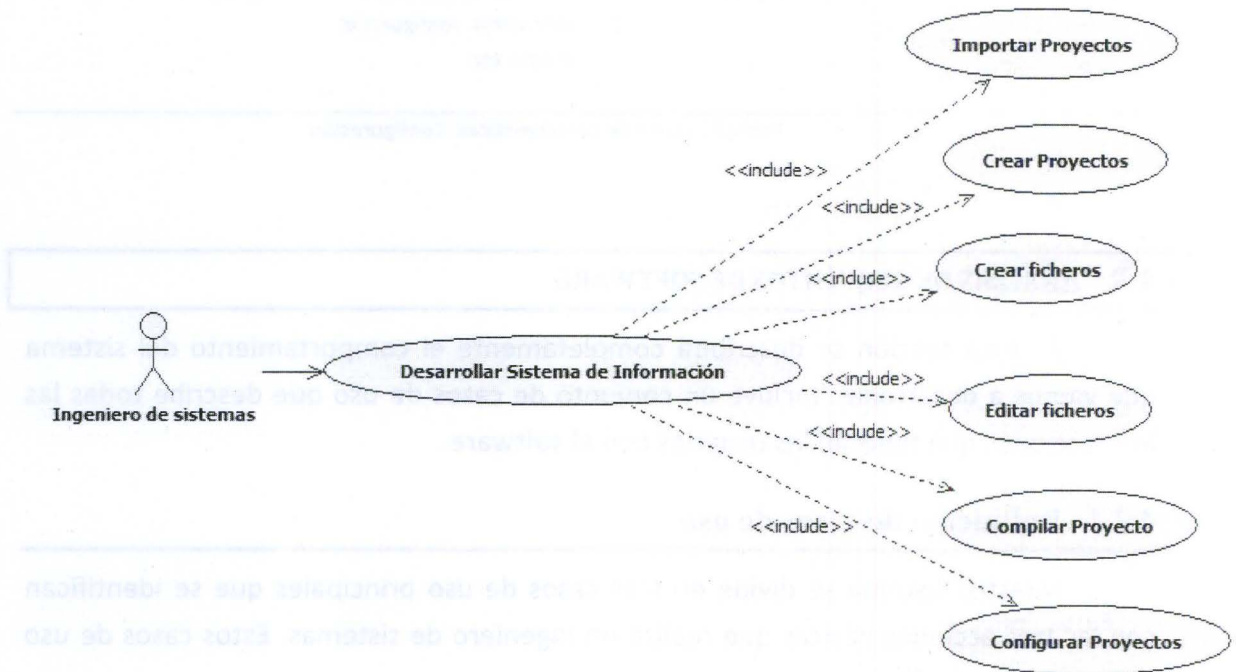 Importar Proyectos
<<include>>
Crear Proyectos
<<include>>
Crear ficheros
<<include>>
Desarrollar Sistema de Información
Ingeniero de sistemas
<<include>>
Editar ficheros
<<include>>
Compilar Proyecto
<<include>>
Configurar Proyectos